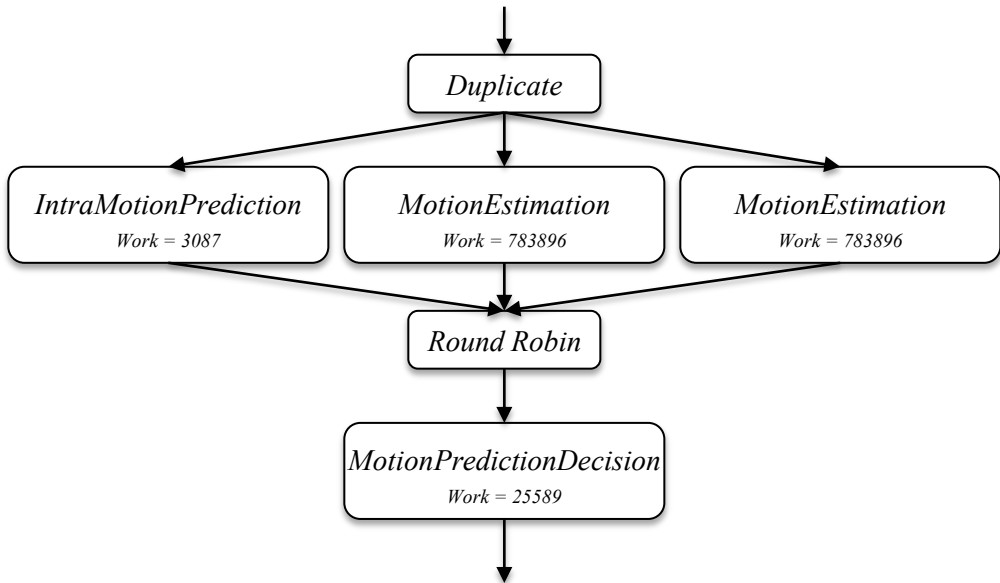 Duplicate
IntraMotionPrediction
Work = 3087
MotionEstimation
Work = 783896
MotionEstimation
Work = 783896
Round Robin
MotionPredictionDecision
Work = 25589